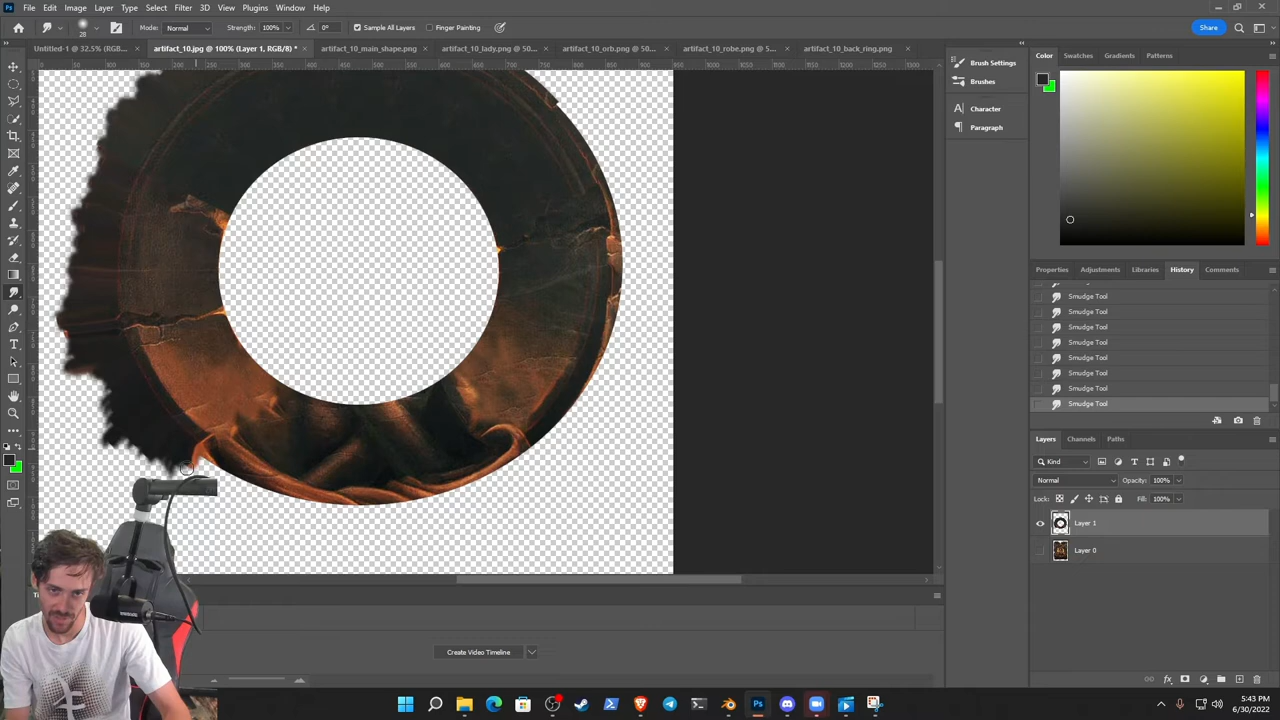 Ps File Edit Image Layer Type Select Filter 3D View Plugins Window Help
28 Mode: Normal Strength: 100% 0° Sample All Layers Finger Painting Share
Untitled-1 @ 32.5% (RGB... × artifact_10.jpg @ 100% (Layer 1, RGB/8) * × artifact_10_main_shape.png × artifact_10_lady.png @ 50... × artifact_10_orb.png @ 50... × artifact_10_robe.png @ 5... × artifact_10_back_ring.png ×
Brush Settings
Brushes
Character
Paragraph
Color Swatches Gradients Patterns
Properties Adjustments Libraries History Comments
Smudge Tool
Smudge Tool
Smudge Tool
Smudge Tool
Smudge Tool
Smudge Tool
Smudge Tool
Smudge Tool
Layers Channels Paths
Kind
Normal Opacity: 100%
Lock: Fill: 100%
Layer 1
Layer 0
Create Video Timeline
5:43 PM
6/30/2022